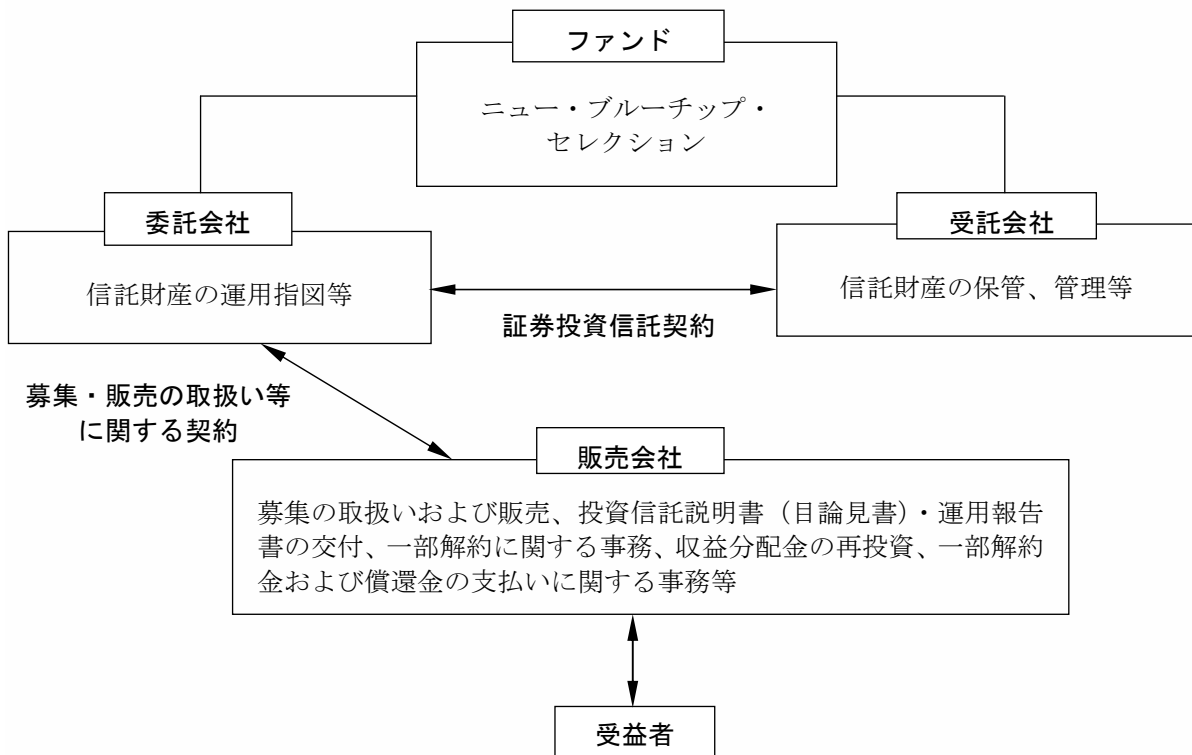 ファンド
ニュー・ブルーチップ・
セレクション
委託会社
信託財産の運用指図等
受託会社
信託財産の保管、管理等
証券投資信託契約
募集・販売の取扱い等
に関する契約
販売会社
募集の取扱いおよび販売、投資信託説明書（目論見書）・運用報告
書の交付、一部解約に関する事務、収益分配金の再投資、一部解約
金および償還金の支払いに関する事務等
受益者